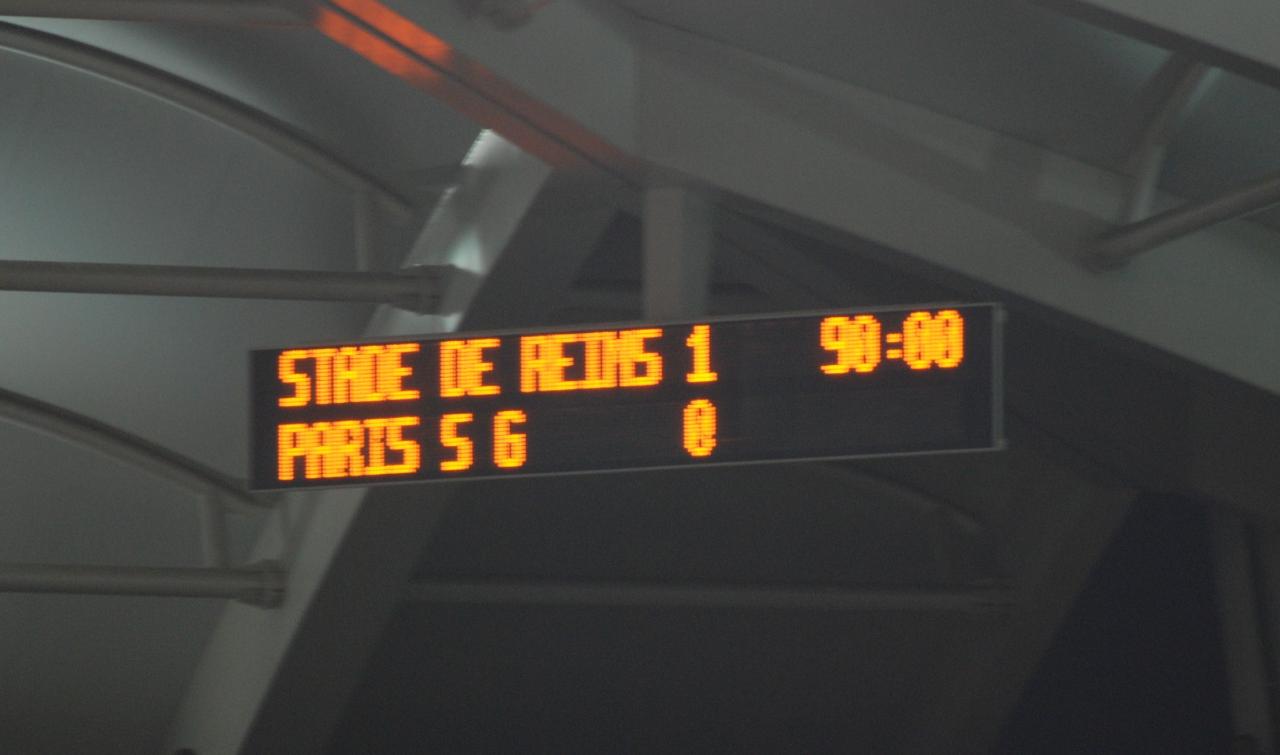 STADE DE REIMS 1 90:00
PARIS S G 0